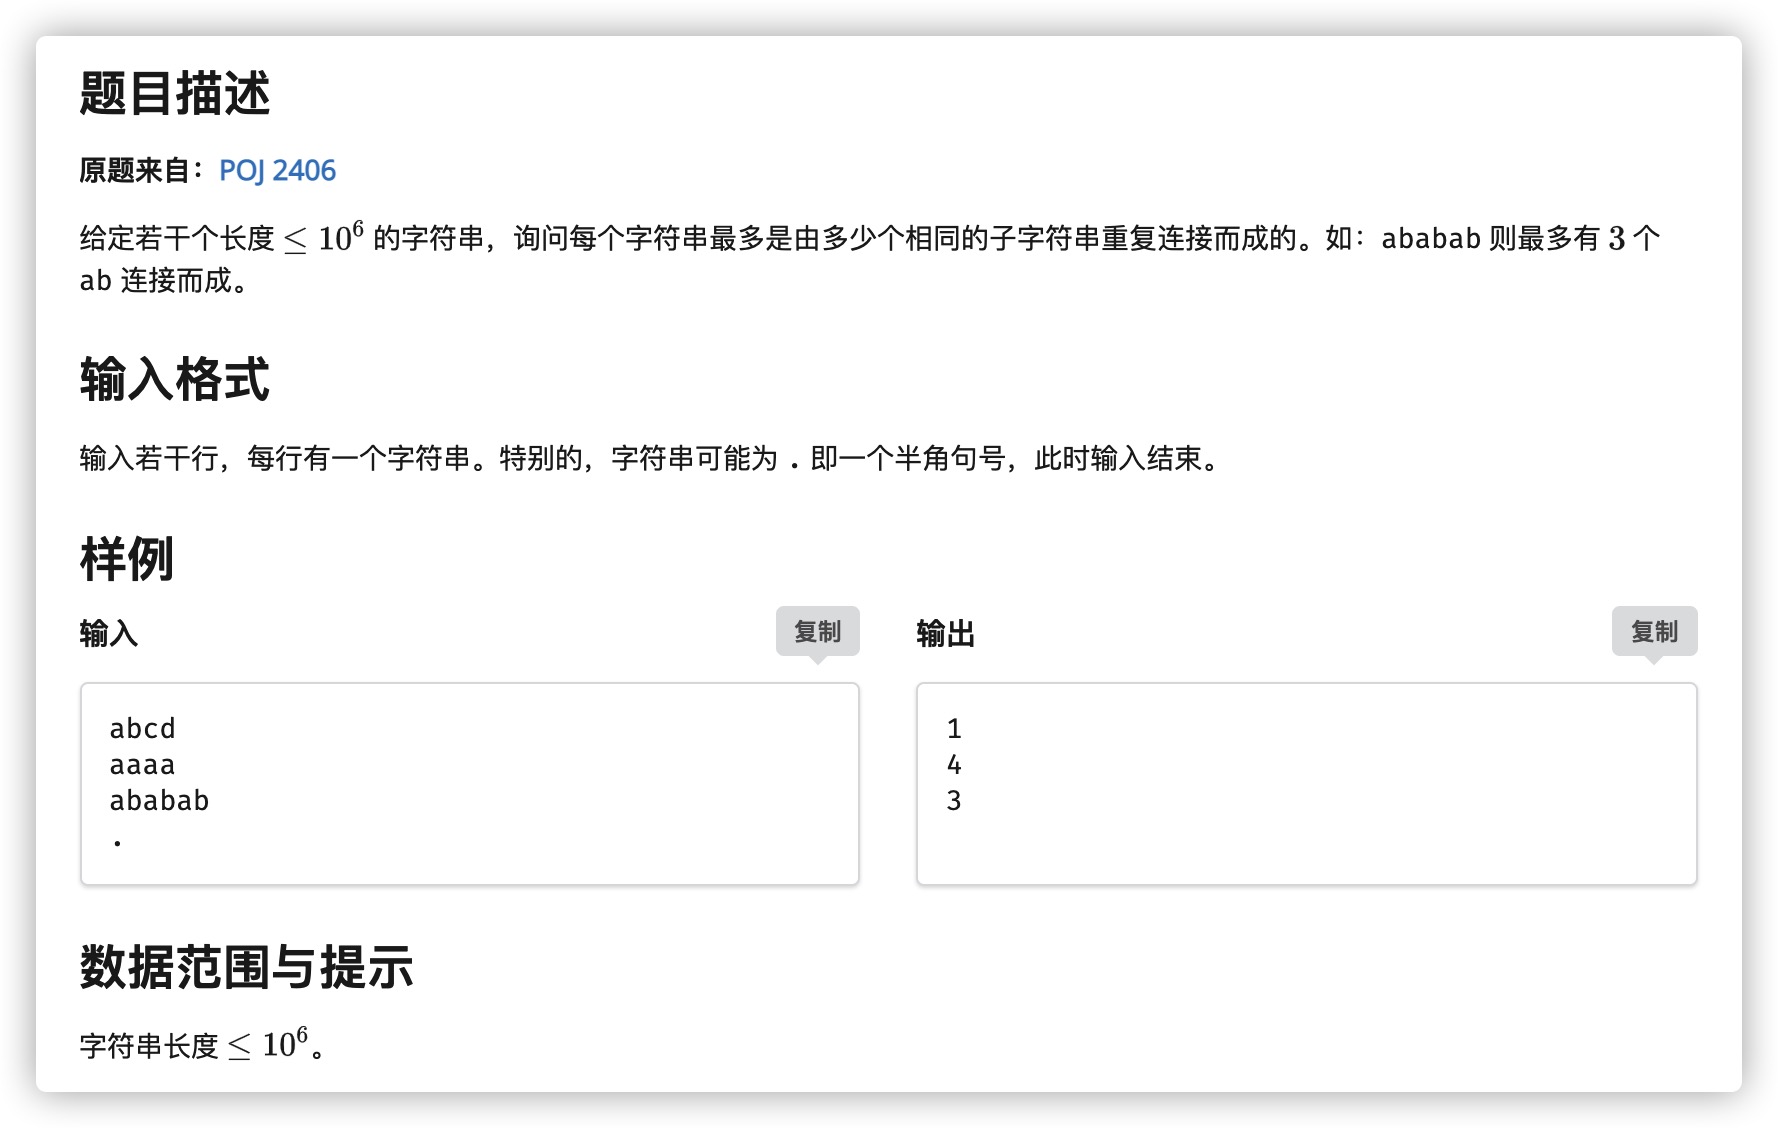 题目描述
原题来自：POJ 2406
给定若干个长度 ≤ 10^6 的字符串，询问每个字符串最多是由多少个相同的子字符串重复连接而成的。如：ababab 则最多有 3 个
ab 连接而成。
输入格式
输入若干行，每行有一个字符串。特别的，字符串可能为 . 即一个半角句号，此时输入结束。
样例
输入 复制
abcd
aaaa
ababab
.
输出 复制
1
4
3
数据范围与提示
字符串长度 ≤ 10^6。